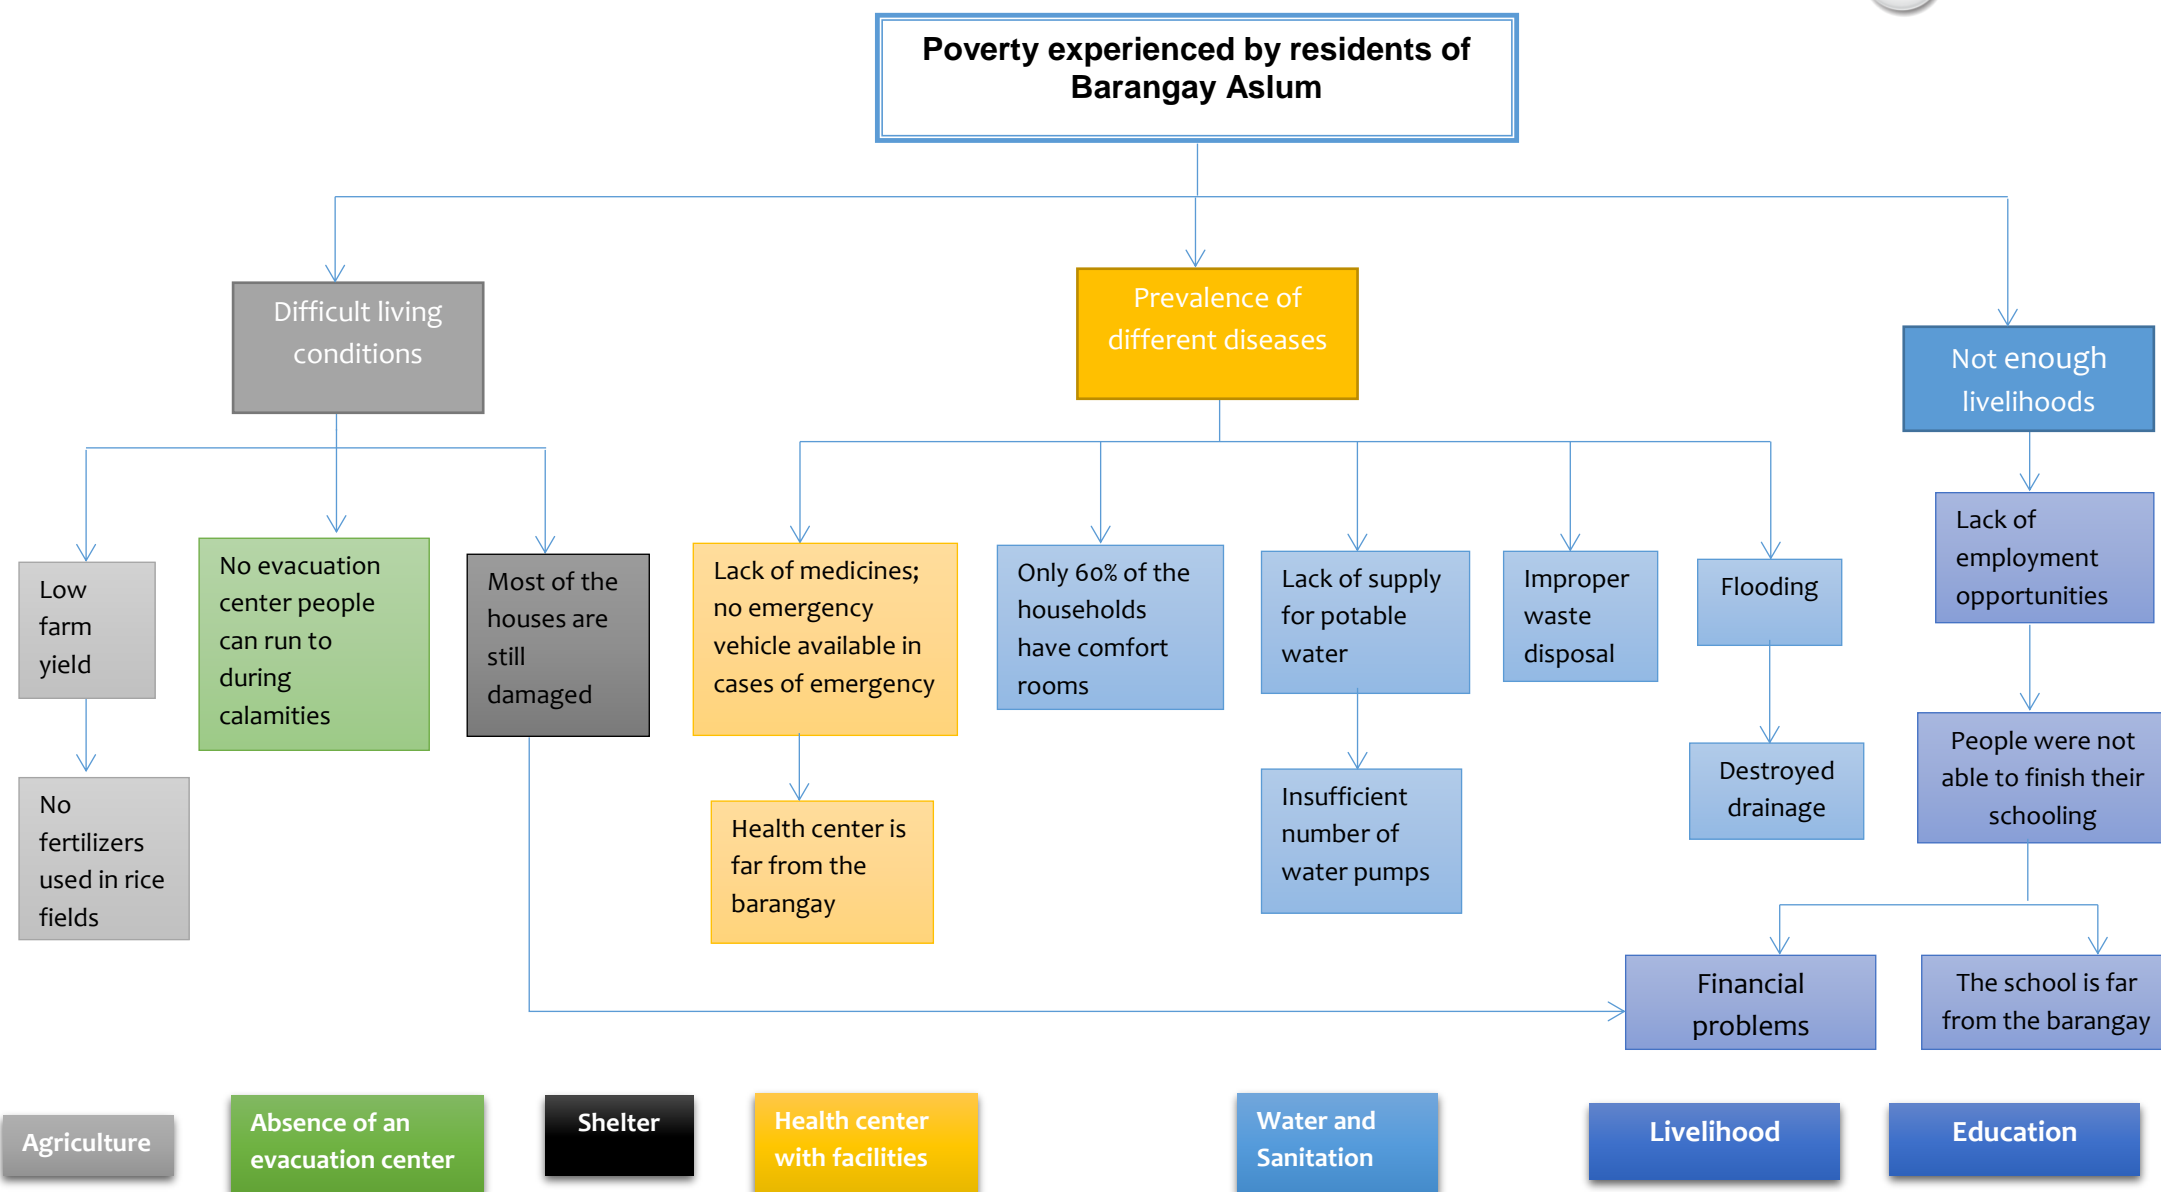 Poverty experienced by residents of
Barangay Aslum
Difficult living
conditions
Prevalence of
different diseases
Not enough
livelihoods
Low
farm
yield
No evacuation
center people
can run to
during
calamities
Most of the
houses are
still
damaged
Lack of medicines;
no emergency
vehicle available in
cases of emergency
Only 60% of the
households
have comfort
rooms
Lack of supply
for potable
water
Improper
waste
disposal
Flooding
Lack of
employment
opportunities
No
fertilizers
used in rice
fields
Health center is
far from the
barangay
Insufficient
number of
water pumps
Destroyed
drainage
People were not
able to finish their
schooling
Financial
problems
The school is far
from the barangay
Agriculture
Absence of an
evacuation center
Shelter
Health center
with facilities
Water and
Sanitation
Livelihood
Education